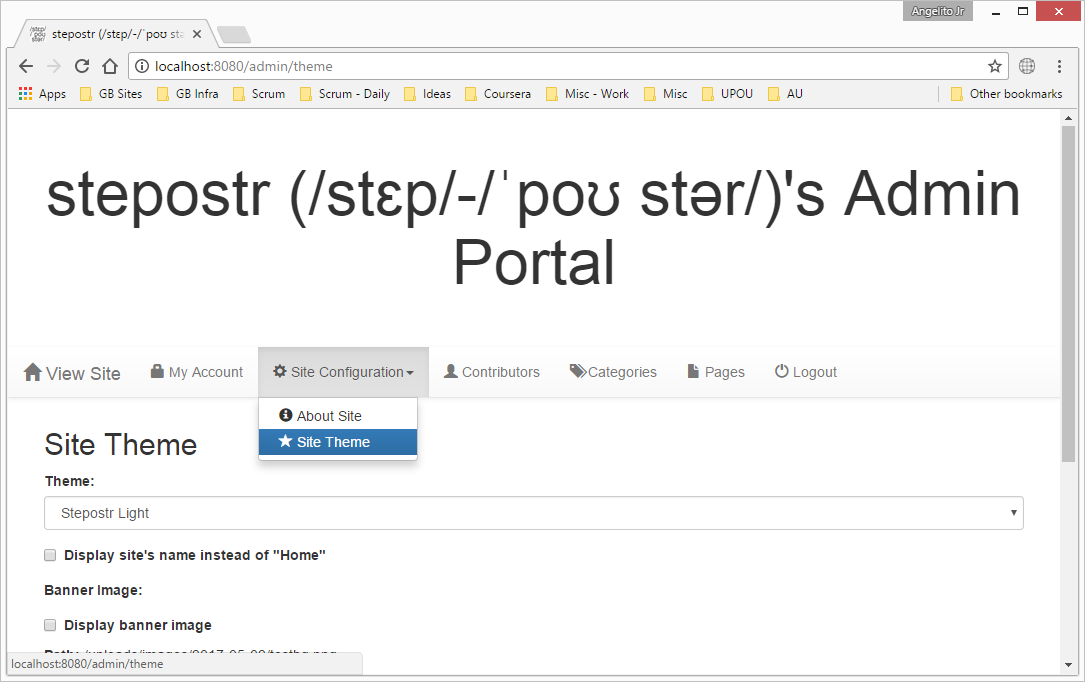 Angelito Jr
stepostr (/stɛp/-/ˈpoʊ stə
localhost:8080/admin/theme
Apps GB Sites GB Infra Scrum Scrum - Daily Ideas Coursera Misc - Work Misc UPOU AU Other bookmarks
stepostr (/stɛp/-/ˈpoʊ stər/)'s Admin
Portal
View Site My Account Site Configuration Contributors Categories Pages Logout
About Site
Site Theme
Site Theme
Theme:
Stepostr Light
Display site's name instead of "Home"
Banner Image:
Display banner image
localhost:8080/admin/theme